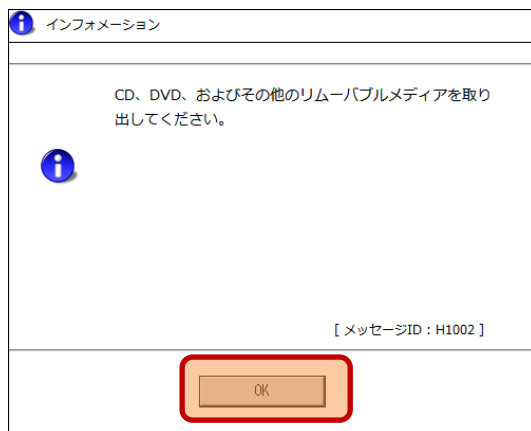 インフォメーション
CD、DVD、およびその他のリムーバブルメディアを取り
出してください。
[ メッセージID：H1002 ]
OK